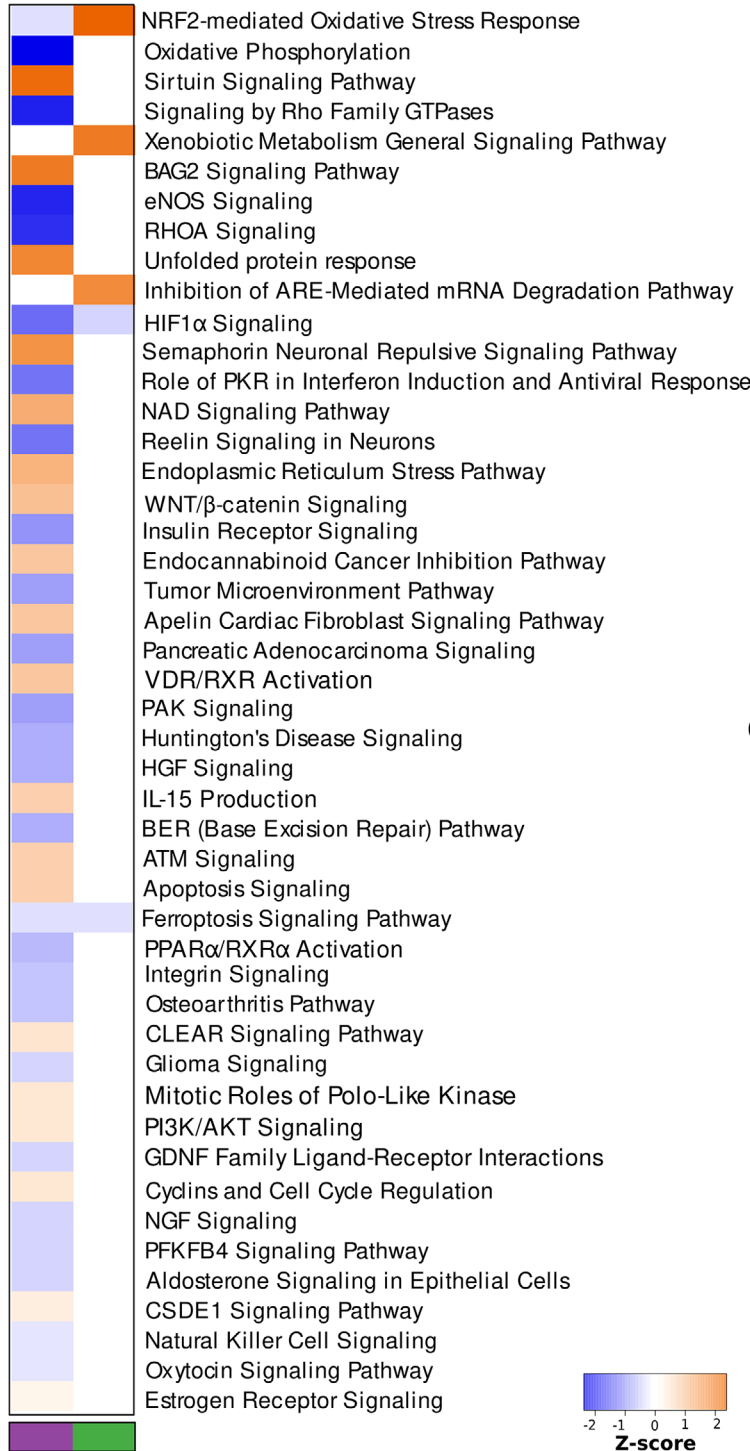 NRF2-mediated Oxidative Stress Response
Oxidative Phosphorylation
Sirtuin Signaling Pathway
Signaling by Rho Family GTPases
Xenobiotic Metabolism General Signaling Pathway
BAG2 Signaling Pathway
eNOS Signaling
RHOA Signaling
Unfolded protein response
Inhibition of ARE-Mediated mRNA Degradation Pathway
HIF1α Signaling
Semaphorin Neuronal Repulsive Signaling Pathway
Role of PKR in Interferon Induction and Antiviral Response
NAD Signaling Pathway
Reelin Signaling in Neurons
Endoplasmic Reticulum Stress Pathway
WNT/β-catenin Signaling
Insulin Receptor Signaling
Endocannabinoid Cancer Inhibition Pathway
Tumor Microenvironment Pathway
Apelin Cardiac Fibroblast Signaling Pathway
Pancreatic Adenocarcinoma Signaling
VDR/RXR Activation
PAK Signaling
Huntington's Disease Signaling
HGF Signaling
IL-15 Production
BER (Base Excision Repair) Pathway
ATM Signaling
Apoptosis Signaling
Ferroptosis Signaling Pathway
PPARα/RXRα Activation
Integrin Signaling
Osteoarthritis Pathway
CLEAR Signaling Pathway
Glioma Signaling
Mitotic Roles of Polo-Like Kinase
PI3K/AKT Signaling
GDNF Family Ligand-Receptor Interactions
Cyclins and Cell Cycle Regulation
NGF Signaling
PFKFB4 Signaling Pathway
Aldosterone Signaling in Epithelial Cells
CSDE1 Signaling Pathway
Natural Killer Cell Signaling
Oxytocin Signaling Pathway
Estrogen Receptor Signaling
-2 -1 0 1 2
Z-score